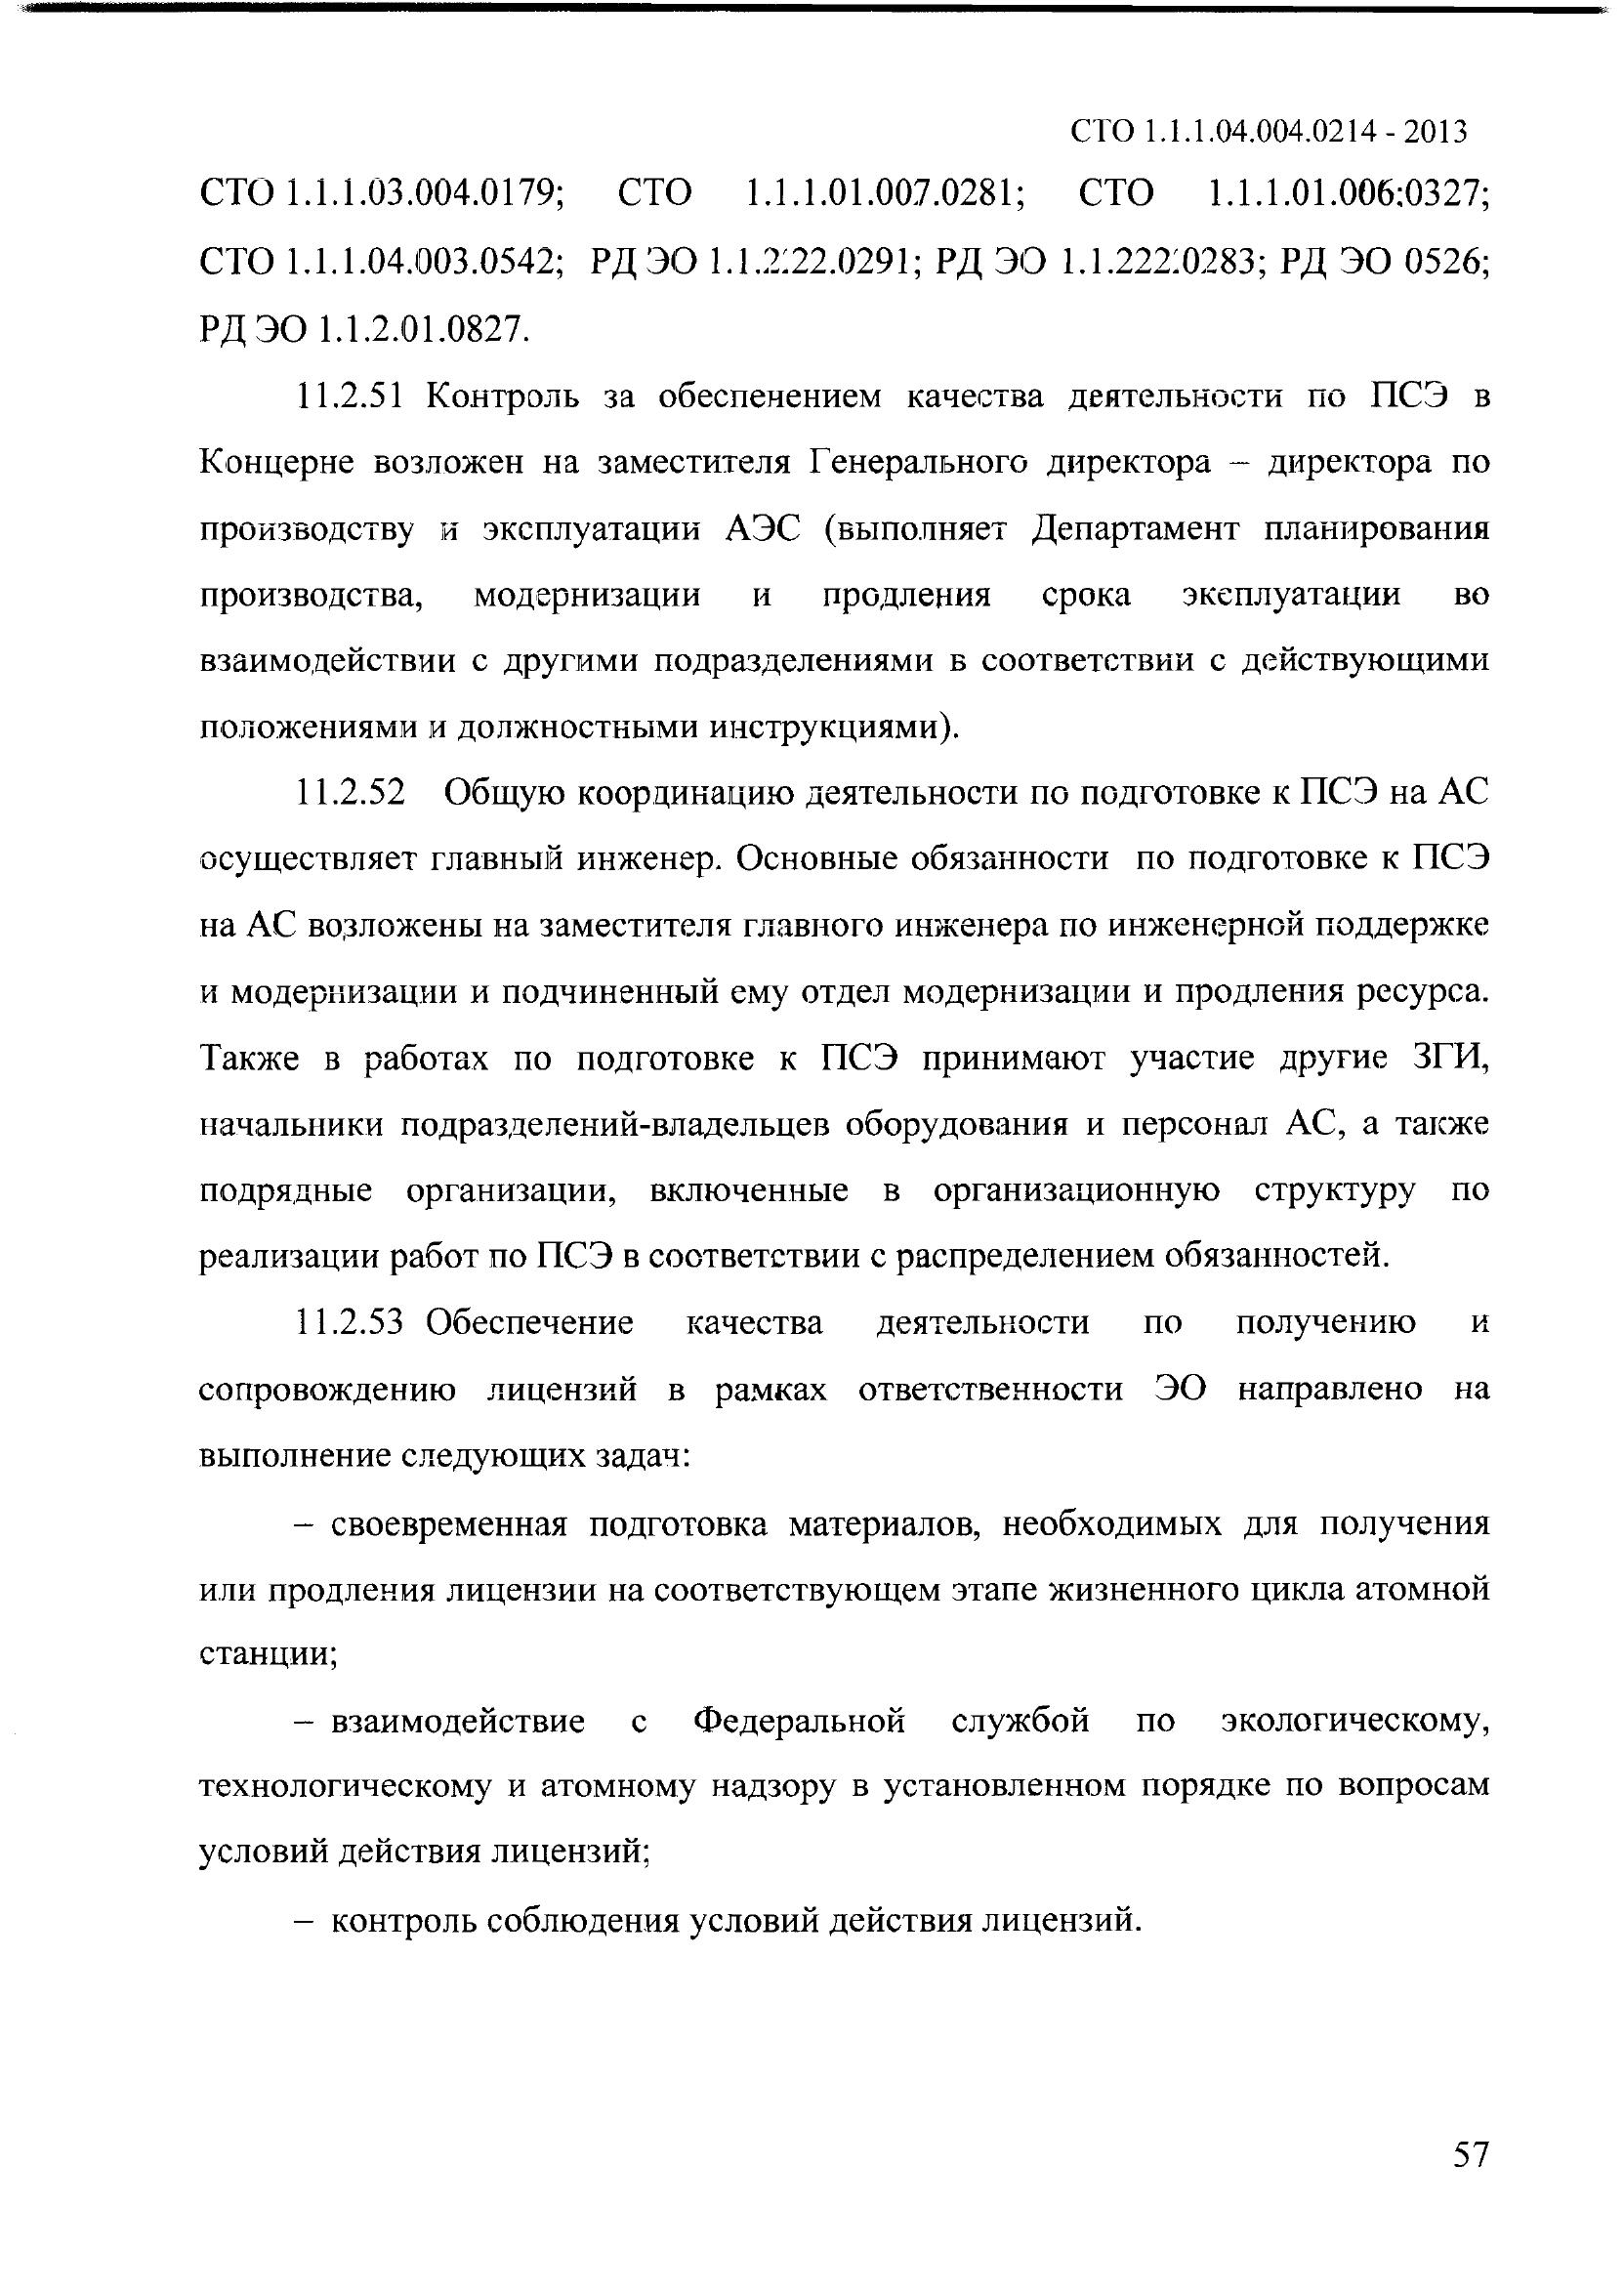 СТО 1.1.1.04.004.0214 - 2013
СТО 1.1.1.03.004.0179; СТО 1.1.1.01.007.0281; СТО 1.1.1.01.006:0327;
СТО 1.1.1.04.003.0542; РД ЭО 1.1.2.'22.0291; РД ЭО 1.1.222.'0283; РД ЭО 0526;
РД ЭО 1.1.2.01.0827.
11.2.51 Контроль за обеспенением качества деятельности по ПСЭ в
Концерне возложен на заместителя Генерального директора – директора по
производству и эксплуатации АЭС (выполняет Департамент планирования
производства, модернизации и продления срока эксплуатации во
взаимодействии с другими подразделениями в соответствии с действующими
положениями и должностными инструкциями).
11.2.52 Общую координацию деятельности по подготовке к ПСЭ на АС
осуществляет главный инженер. Основные обязанности по подготовке к ПСЭ
на АС возложены на заместителя главного инженера по инженерной поддержке
и модернизации и подчиненный ему отдел модернизации и продления ресурса.
Также в работах по подготовке к ПСЭ принимают участие другие ЗГИ,
начальники подразделений-владельцев оборудования и персонал АС, а также
подрядные организации, включенные в организационную структуру по
реализации работ по ПСЭ в соответствии с распределением обязанностей.
11.2.53 Обеспечение качества деятельности по получению и
сопровождению лицензий в рамках ответственности ЭО направлено на
выполнение следующих задач:
– своевременная подготовка материалов, необходимых для получения
или продления лицензии на соответствующем этапе жизненного цикла атомной
станции;
– взаимодействие с Федеральной службой по экологическому,
технологическому и атомному надзору в установленном порядке по вопросам
условий действия лицензий;
– контроль соблюдения условий действия лицензий.
57